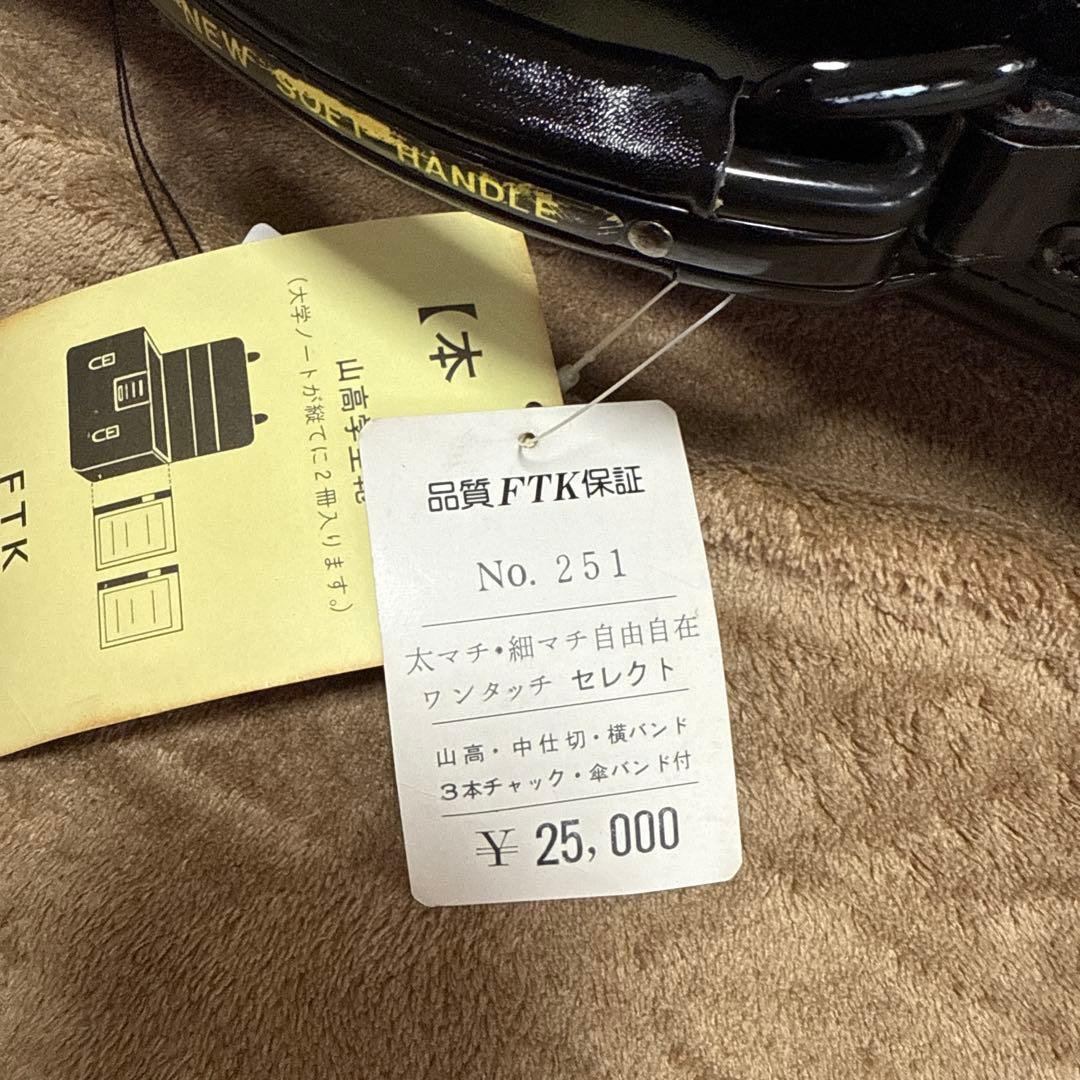 NEW SOFT HANDLE
【本
山高学生鞄
(大学ノートが縦てに2冊入ります。)
FTK
品質FTK保証
No. 251
太マチ・細マチ自由自在
ワンタッチ セレクト
山高・中仕切・横バンド
3本チャック・傘バンド付
¥ 25,000